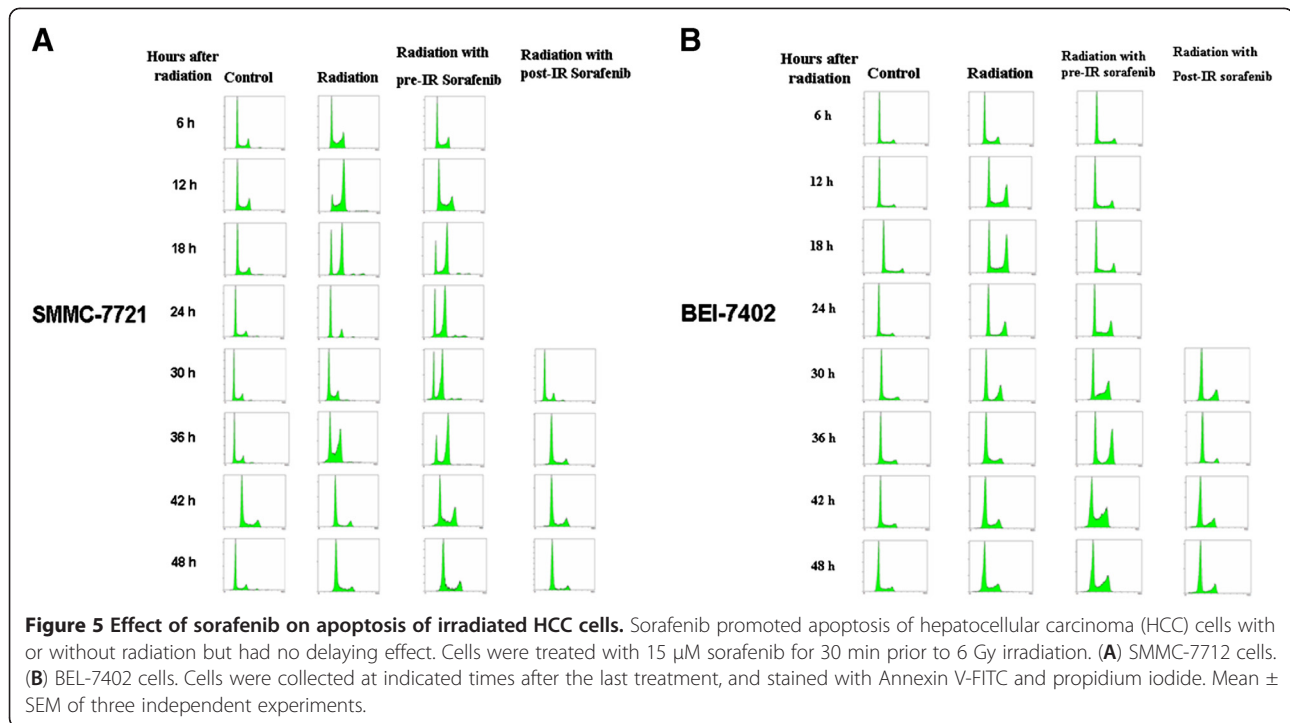 A
Hours after radiation
Control
Radiation
Radiation with pre-IR Sorafenib
Radiation with post-IR Sorafenib
6 h
12 h
18 h
24 h
30 h
36 h
42 h
48 h
SMMC-7721
B
Hours after radiation
Control
Radiation
Radiation with pre-IR sorafenib
Radiation with Post-IR sorafenib
6 h
12 h
18 h
24 h
30 h
36 h
42 h
48 h
BEI-7402
Figure 5 Effect of sorafenib on apoptosis of irradiated HCC cells. Sorafenib promoted apoptosis of hepatocellular carcinoma (HCC) cells with
or without radiation but had no delaying effect. Cells were treated with 15 μM sorafenib for 30 min prior to 6 Gy irradiation. (A) SMMC-7712 cells.
(B) BEL-7402 cells. Cells were collected at indicated times after the last treatment, and stained with Annexin V-FITC and propidium iodide. Mean ±
SEM of three independent experiments.